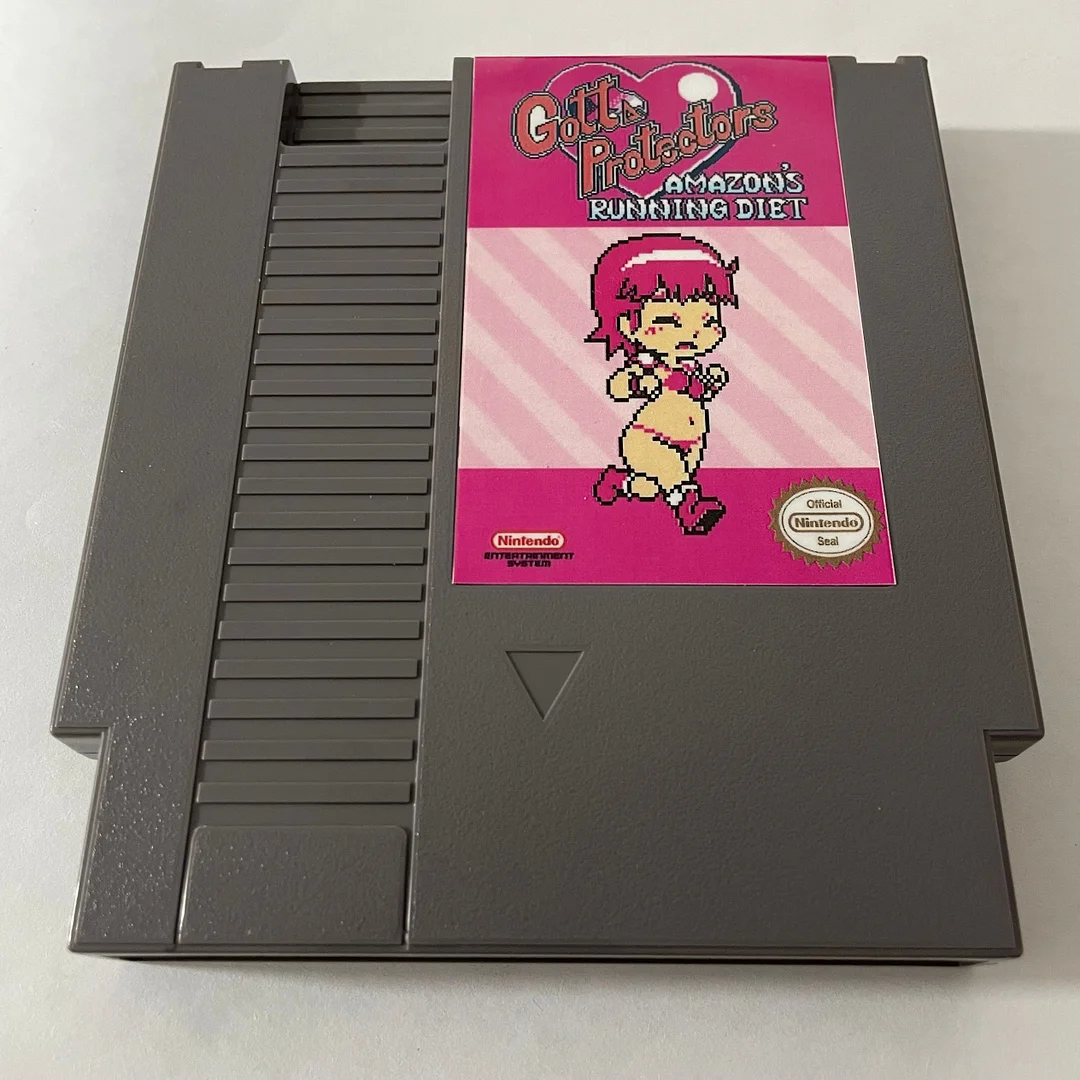 Gotta
Protectors
AMAZON'S
RUNNING DIET
Nintendo
ENTERTAINMENT
SYSTEM
Official
Nintendo
Seal